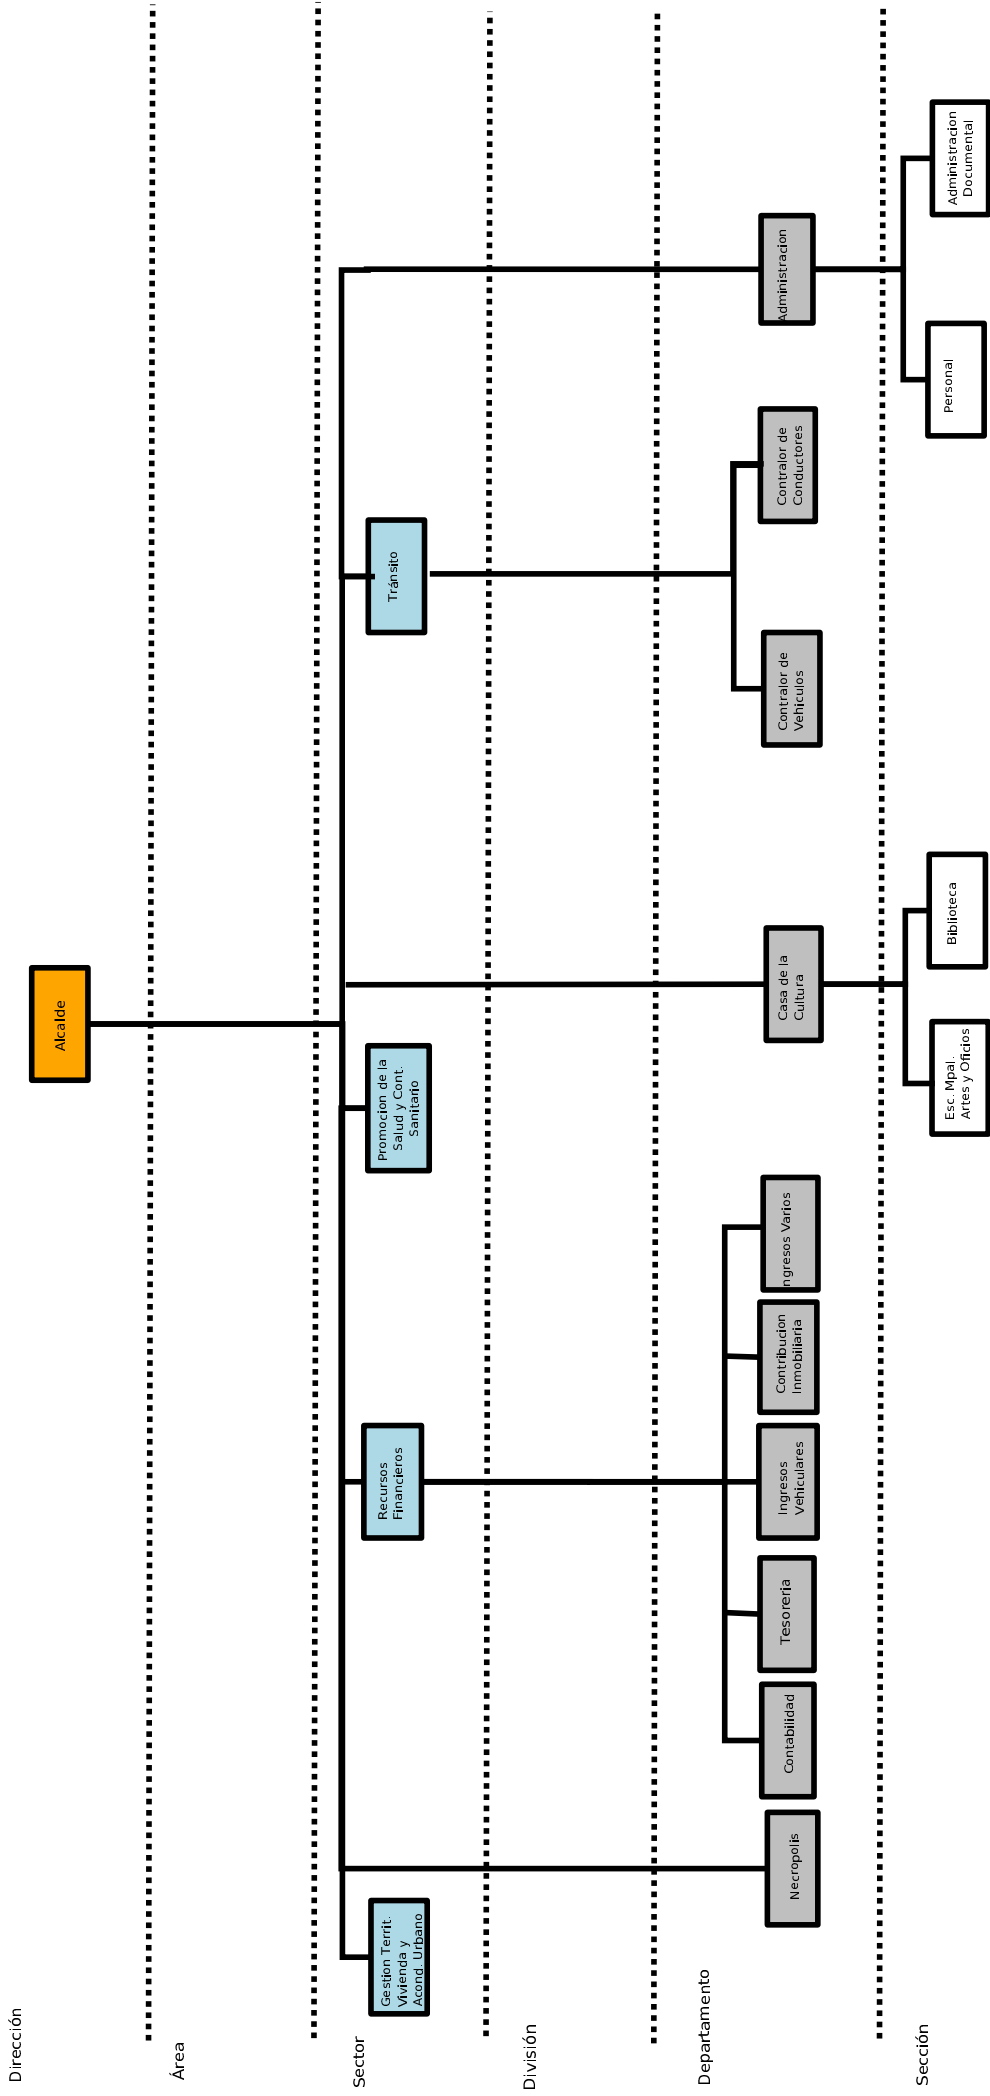 Dirección
Alcalde
Área
Sector
Gestion Territ.
Vivienda y
Acond. Urbano
Recursos
Financieros
Promocion de la
Salud y Cont.
Sanitario
Tránsito
División
Departamento
Necropolis
Contabilidad
Tesoreria
Ingresos
Vehiculares
Contribucion
Inmobiliaria
ngresos Varios
Casa de la
Cultura
Contralor de
Vehiculos
Contralor de
Conductores
Administracion
Sección
Esc. Mpal.
Artes y Oficios
Biblioteca
Personal
Administracion
Documental